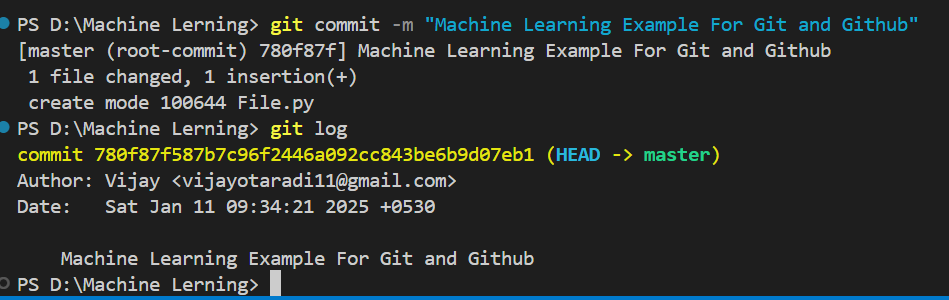 PS D:\Machine Lerning> git commit -m "Machine Learning Example For Git and Github"
[master (root-commit) 780f87f] Machine Learning Example For Git and Github
 1 file changed, 1 insertion(+)
 create mode 100644 File.py
PS D:\Machine Lerning> git log
commit 780f87f587b7c96f2446a092cc843be6b9d07eb1 (HEAD -> master)
Author: Vijay <vijayotaradi11@gmail.com>
Date:   Sat Jan 11 09:34:21 2025 +0530

    Machine Learning Example For Git and Github
PS D:\Machine Lerning>